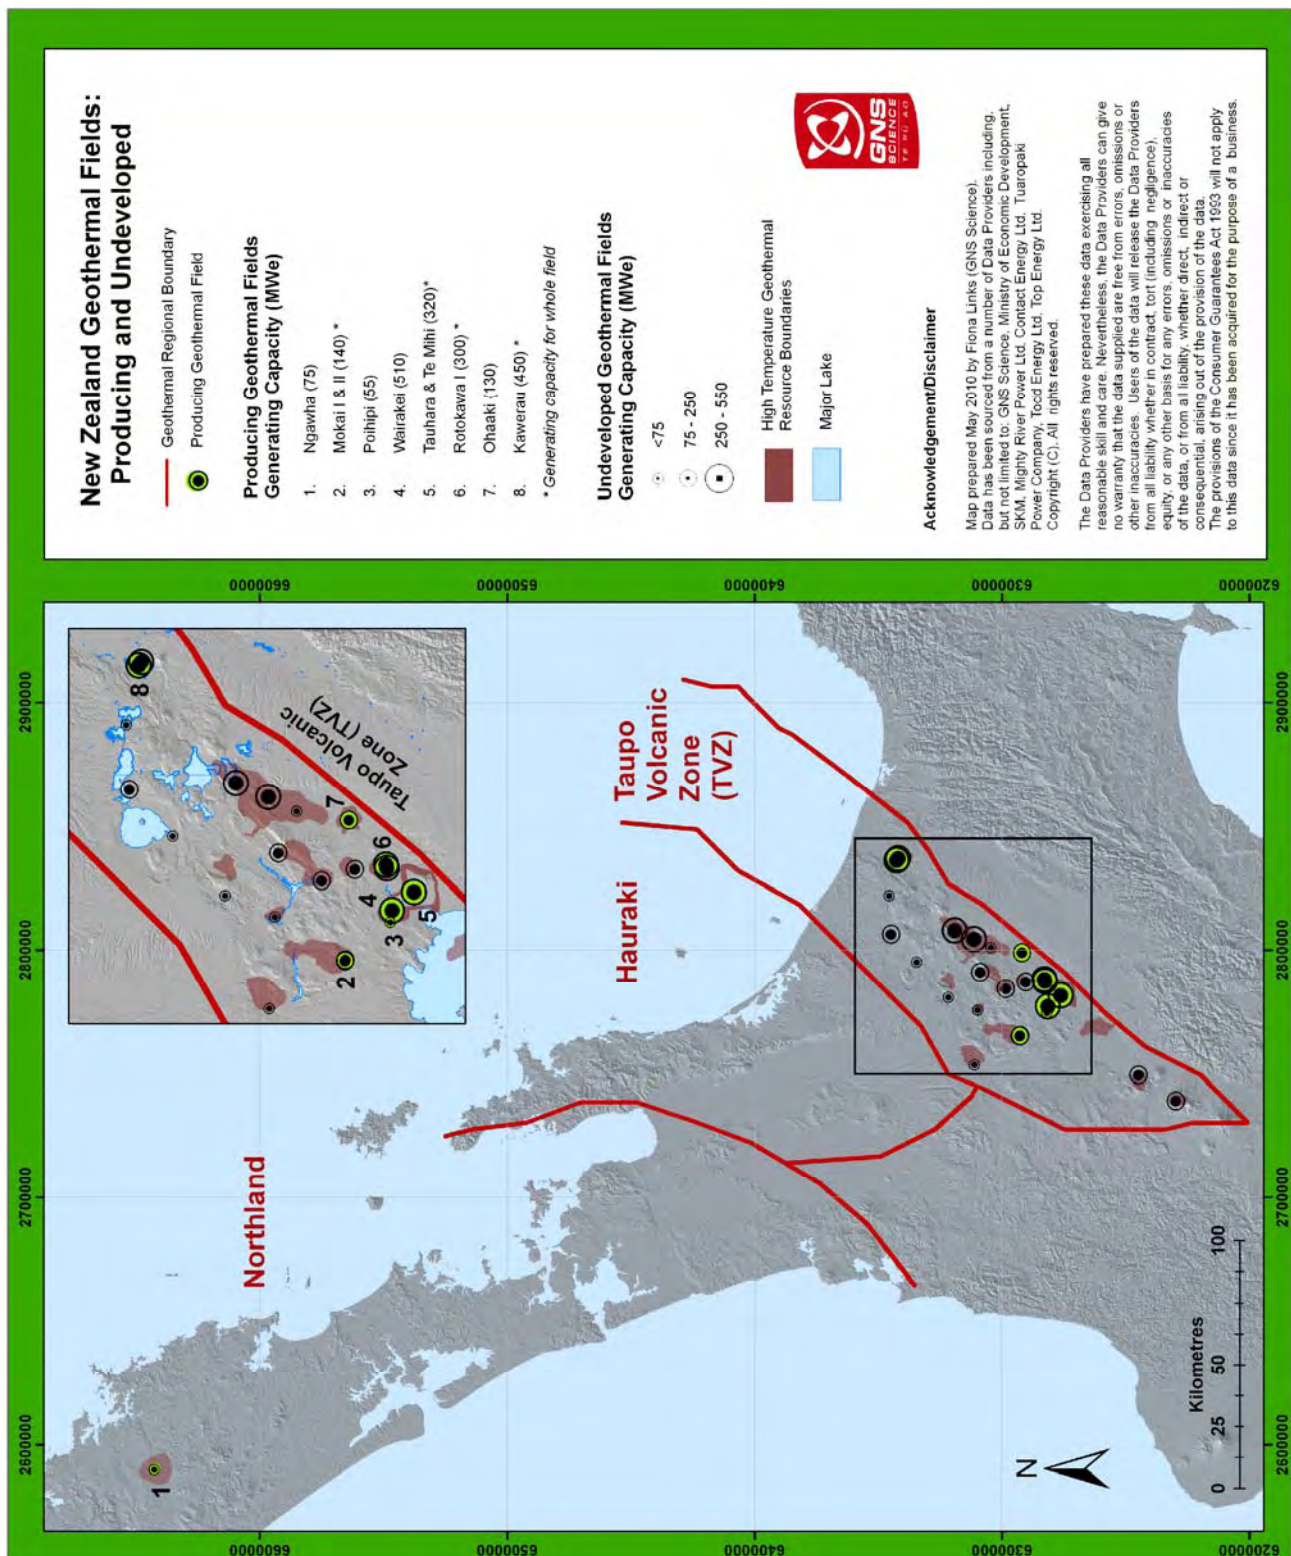 New Zealand Geothermal Fields:
Producing and Undeveloped
Geothermal Regional Boundary
Producing Geothermal Field
Producing Geothermal Fields
Generating Capacity (MWe)
1. Ngawha (75)
2. Mokai I & II (140) *
3. Poihipi (55)
4. Wairakei (510)
5. Tauhara & Te Mihi (320)*
6. Rotokawa I (300) *
7. Ohaaki (130)
8. Kawerau (450) *
* Generating capacity for whole field
Undeveloped Geothermal Fields
Generating Capacity (MWe)
<75
75 - 250
250 - 550
High Temperature Geothermal
Resource Boundaries
Major Lake
GNS
SCIENCE
TE PŪ AO
Acknowledgement/Disclaimer
Map prepared May 2010 by Fiona Links (GNS Science).
Data has been sourced from a number of Data Providers including,
but not limited to: GNS Science, Ministry of Economic Development,
SKM, Mighty River Power Ltd, Contact Energy Ltd, Tuaropaki
Power Company, Todd Energy Ltd, Top Energy Ltd.
Copyright (C). All rights reserved.
The Data Providers have prepared these data exercising all
reasonable skill and care. Nevertheless, the Data Providers can give
no warranty that the data supplied are free from errors, omissions or
other inaccuracies. Users of the data will release the Data Providers
from all liability whether in contract, tort (including negligence),
equity, or any other basis for any errors, omissions or inaccuracies
of the data, or from all liability, whether direct, indirect or
consequential, arising out of the provision of the data.
The provisions of the Consumer Guarantees Act 1993 will not apply
to this data since it has been acquired for the purpose of a business.
2600000
2700000
2800000
2900000
6600000
6500000
6400000
6300000
6200000
1
Northland
Hauraki
Taupo
Volcanic
Zone
(TVZ)
2
3
4
5
6
7
8
Taupo Volcanic
Zone (TVZ)
N
Kilometres
0
25
50
100
6600000
6500000
6400000
6300000
6200000
2600000
2700000
2800000
2900000